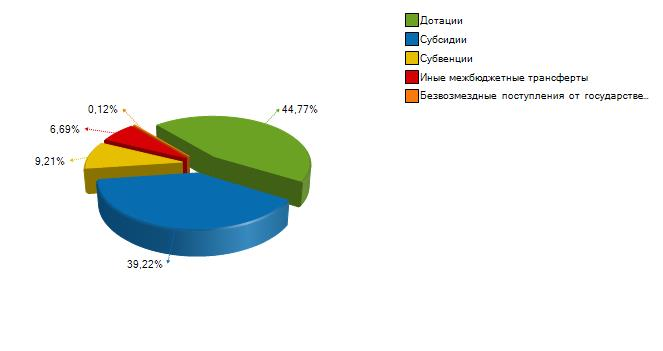 Дотации
Субсидии
Субвенции
Иные межбюджетные трансферты
Безвозмездные поступления от государстве..
0,12%
44,77%
6,69%
9,21%
39,22%